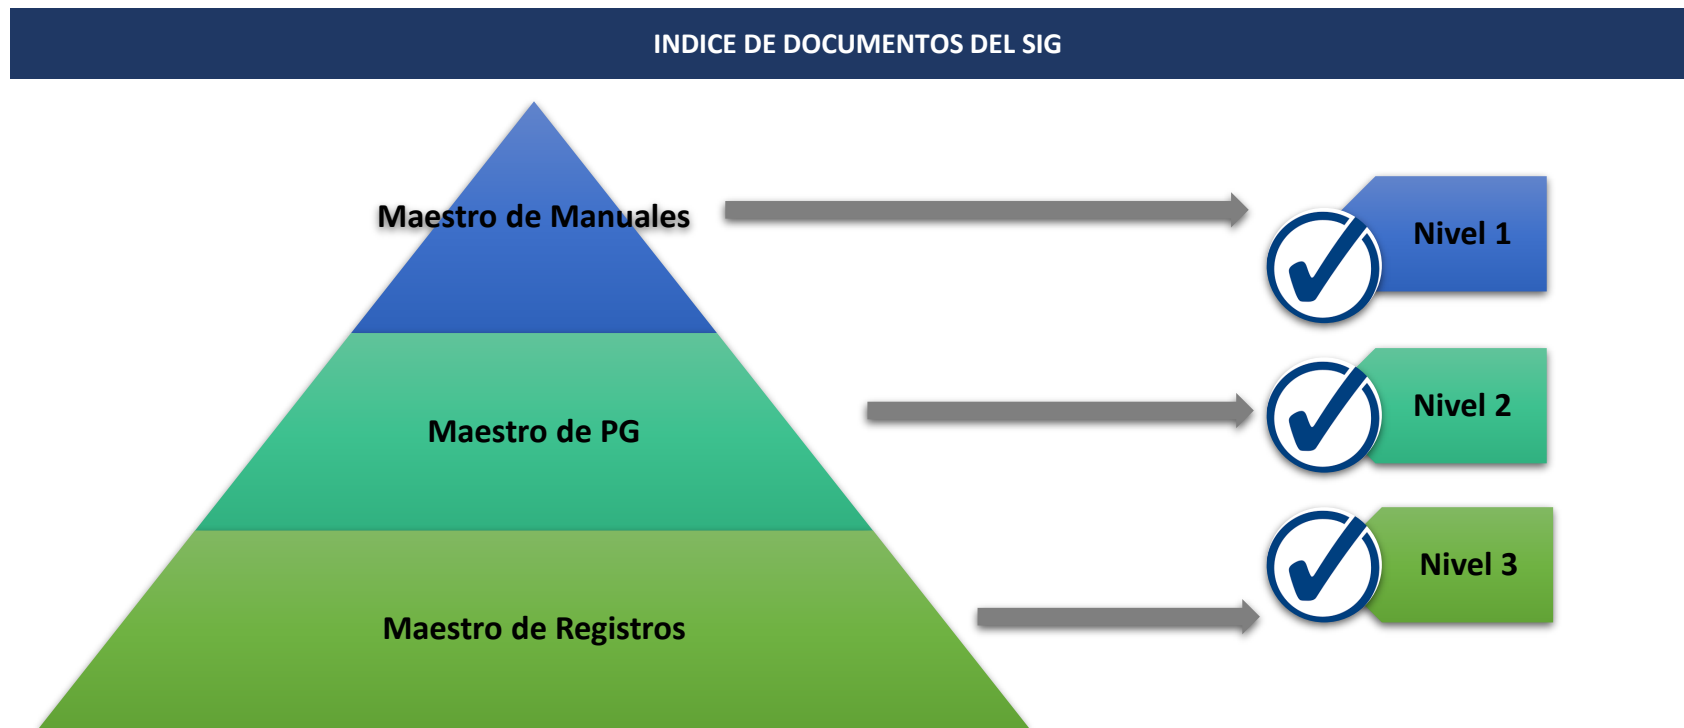 INDICE DE DOCUMENTOS DEL SIG
Maestro de Manuales
Nivel 1
Maestro de PG
Nivel 2
Maestro de Registros
Nivel 3